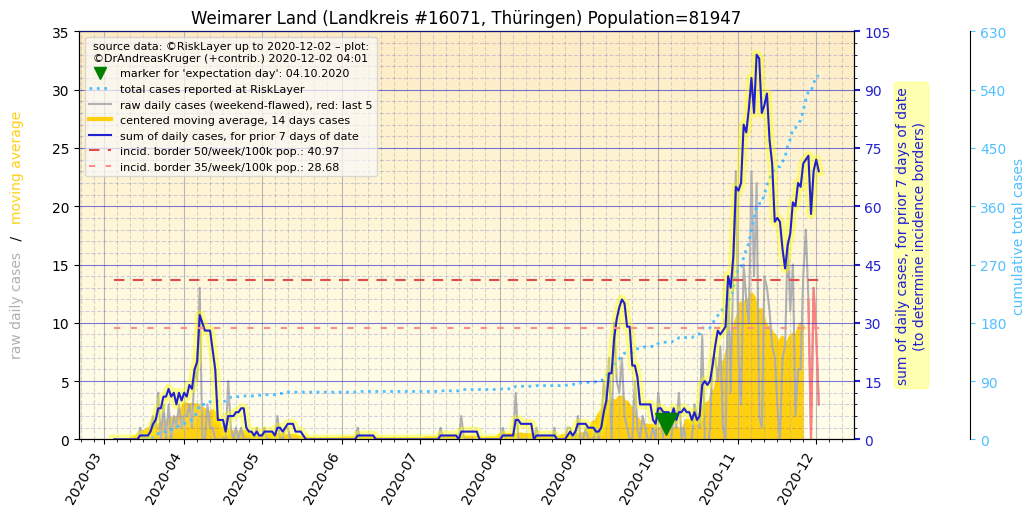 Weimarer Land (Landkreis #16071, Thüringen) Population=81947
source data: ©RiskLayer up to 2020-12-02 – plot:
©DrAndreasKruger (+contrib.) 2020-12-02 04:01
marker for 'expectation day': 04.10.2020
total cases reported at RiskLayer
raw daily cases (weekend-flawed), red: last 5
centered moving average, 14 days cases
sum of daily cases, for prior 7 days of date
incid. border 50/week/100k pop.: 40.97
incid. border 35/week/100k pop.: 28.68
raw daily cases / moving average
35
30
25
20
15
10
5
0
105
90
75
60
45
30
15
0
sum of daily cases, for prior 7 days of date
(to determine incidence borders)
630
540
450
360
270
180
90
0
cumulative total cases
2020-03
2020-04
2020-05
2020-06
2020-07
2020-08
2020-09
2020-10
2020-11
2020-12